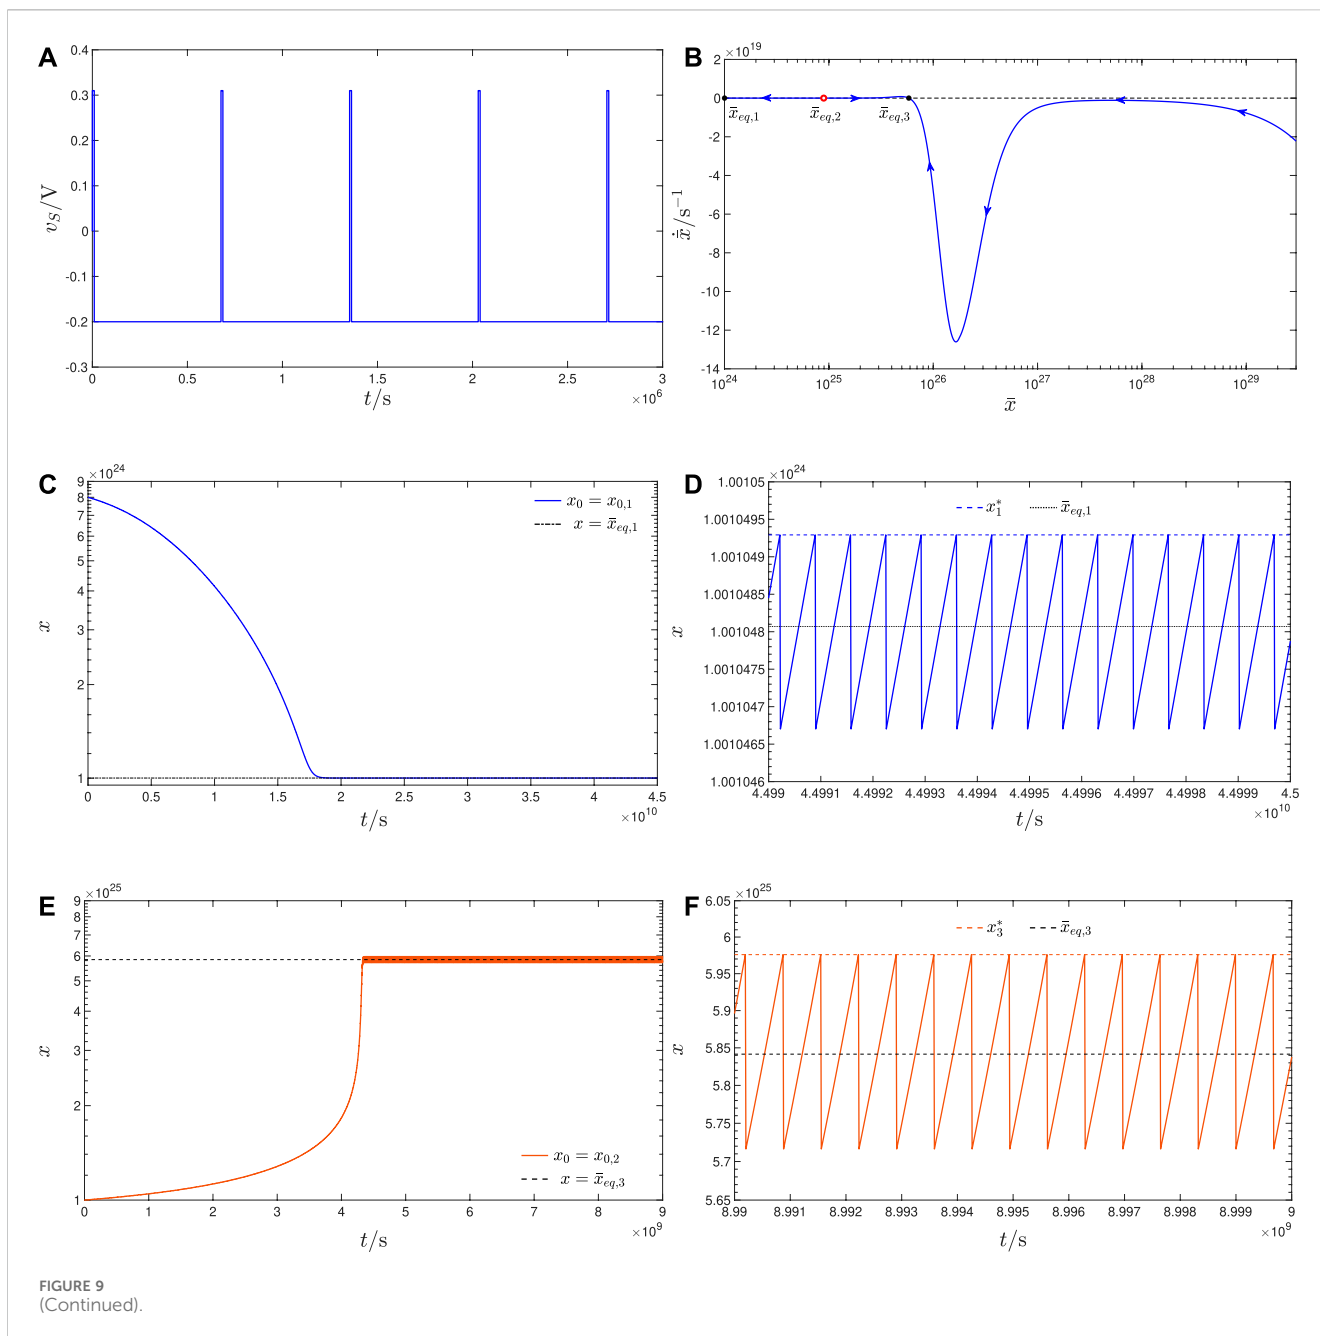 A
0.4
0.3
0.2
0.1
0
-0.1
-0.2
-0.3
v_S/V
0 0.5 1 1.5 2 2.5 3
×10^6
t/s
B
×10^19
2
0
-2
-4
-6
-8
-10
-12
-14
ẋ̄/s^−1
x̄_eq,1 x̄_eq,2 x̄_eq,3
10^24 10^25 10^26 10^27 10^28 10^29
x̄
C
×10^24
9
8
7
6
5
4
3
2
1
x
x_0 = x_0,1
x = x̄_eq,1
0 0.5 1 1.5 2 2.5 3 3.5 4 4.5
×10^10
t/s
D
×10^24
1.00105
1.0010495
1.001049
1.0010485
1.001048
1.0010475
1.001047
1.0010465
1.001046
x
x_1^* x̄_eq,1
4.499 4.4991 4.4992 4.4993 4.4994 4.4995 4.4996 4.4997 4.4998 4.4999 4.5
×10^10
t/s
E
×10^25
9
8
7
6
5
4
3
2
1
x
x_0 = x_0,2
x = x̄_eq,3
0 1 2 3 4 5 6 7 8 9
×10^9
t/s
F
×10^25
6.05
6
5.95
5.9
5.85
5.8
5.75
5.7
5.65
x
x_3^* x̄_eq,3
8.99 8.991 8.992 8.993 8.994 8.995 8.996 8.997 8.998 8.999 9
×10^9
t/s
FIGURE 9
(Continued).